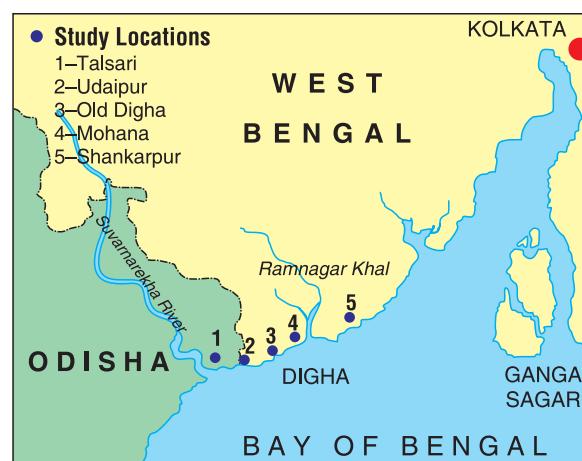 Study Locations
1–Talsari
2–Udaipur
3–Old Digha
4–Mohana
5–Shankarpur
KOLKATA
WEST
BENGAL
Suvarnarekha River
Ramnagar Khal
1
2
3
4
5
ODISHA
DIGHA
GANGA
SAGAR
BAY OF BENGAL